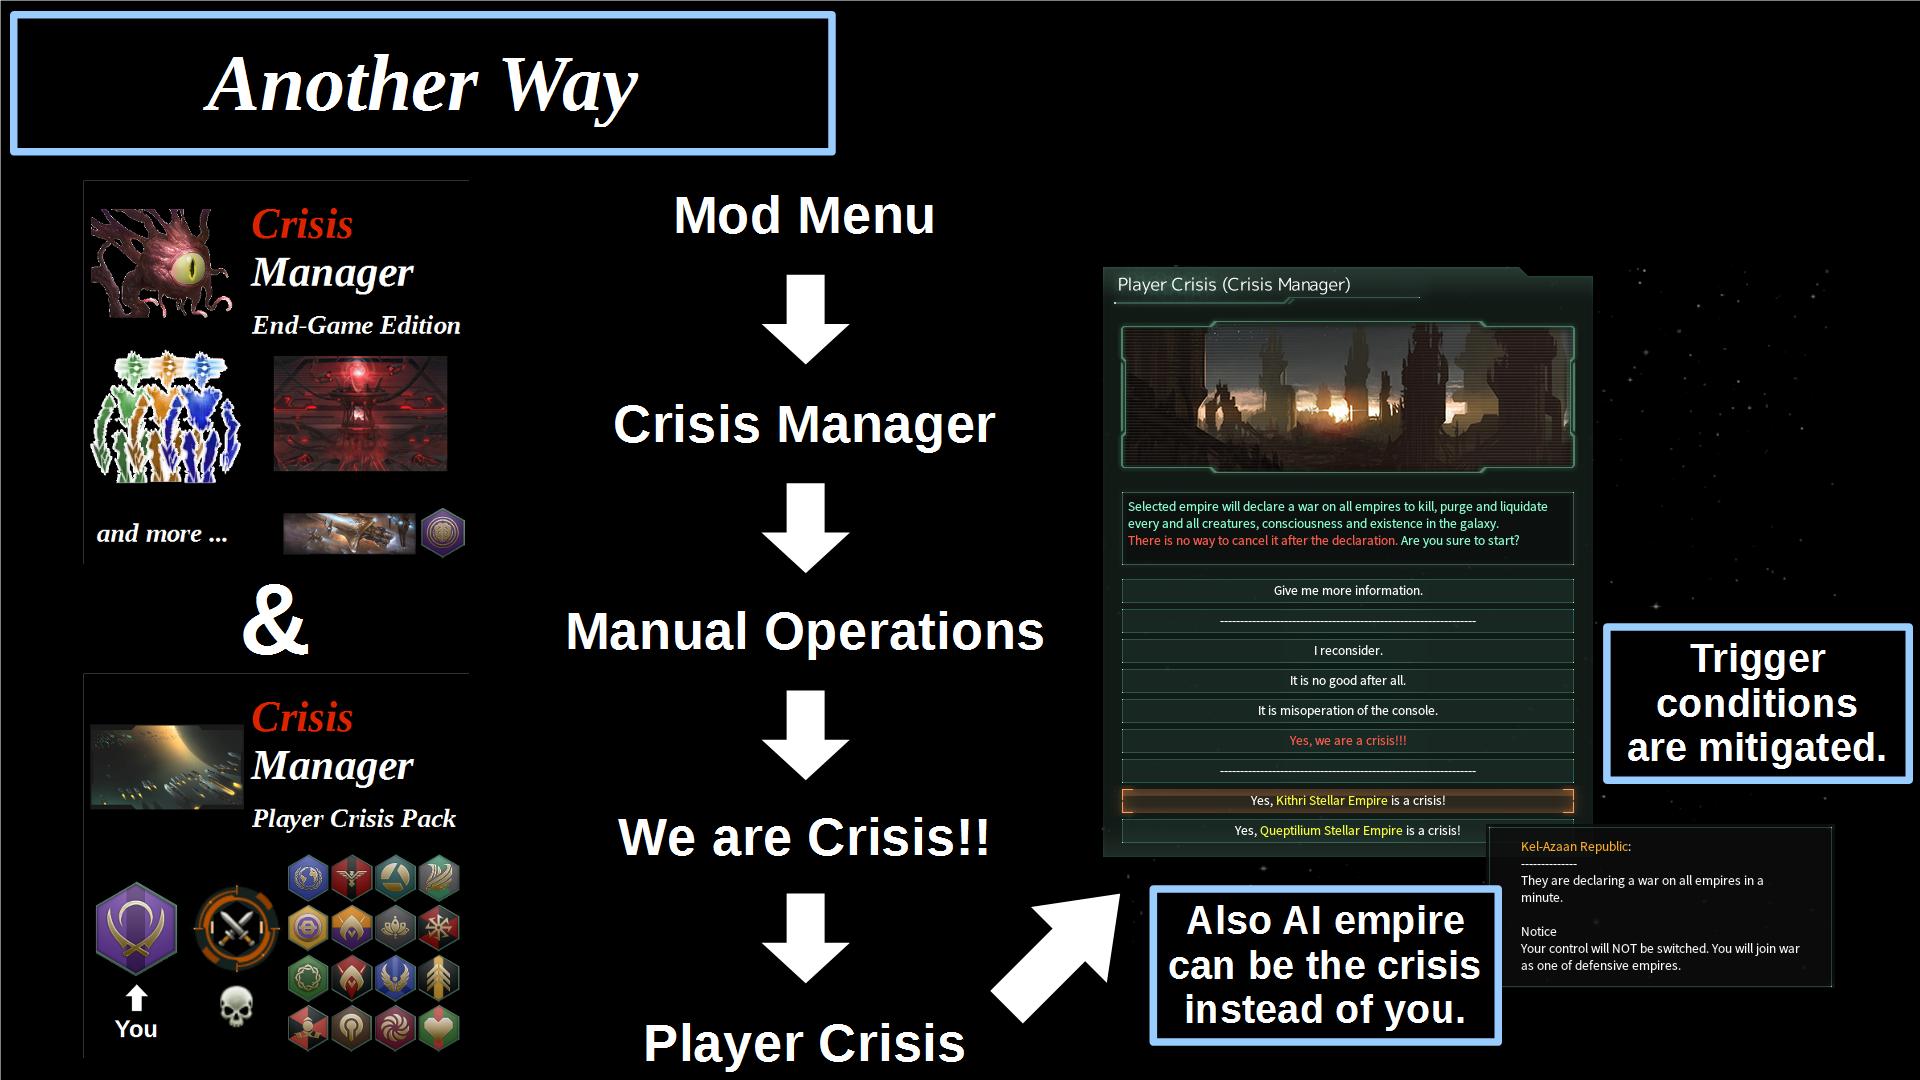 Another Way
Crisis
Manager
End-Game Edition
and more ...
&
Crisis
Manager
Player Crisis Pack
You
Mod Menu
Crisis Manager
Manual Operations
We are Crisis!!
Player Crisis
Player Crisis (Crisis Manager)
Selected empire will declare a war on all empires to kill, purge and liquidate
every and all creatures, consciousness and existence in the galaxy.
There is no way to cancel it after the declaration. Are you sure to start?
Give me more information.
----------------------------------------------------------------
I reconsider.
It is no good after all.
It is misoperation of the console.
Yes, we are a crisis!!!
----------------------------------------------------------------
Yes, Kithri Stellar Empire is a crisis!
Yes, Queptilium Stellar Empire is a crisis!
Trigger
conditions
are mitigated.
Kel-Azaan Republic:
--------------
They are declaring a war on all empires in a
minute.
Notice
Your control will NOT be switched. You will join war
as one of defensive empires.
Also AI empire
can be the crisis
instead of you.